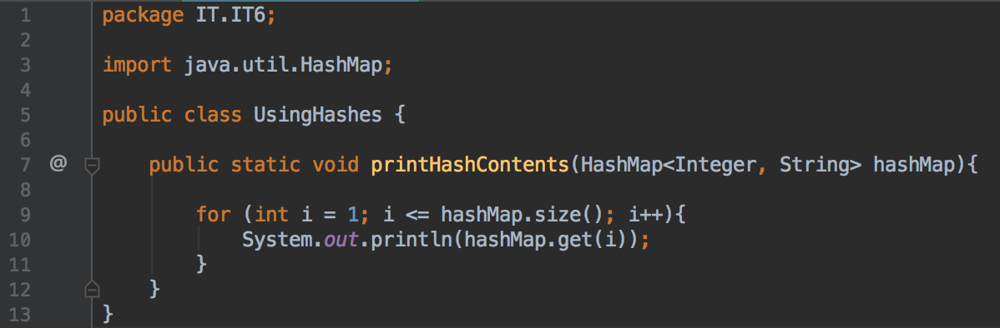 1 package IT.IT6;
2
3 import java.util.HashMap;
4
5 public class UsingHashes {
6
7 @ public static void printHashContents(HashMap<Integer, String> hashMap){
8
9 for (int i = 1; i <= hashMap.size(); i++){
10 System.out.println(hashMap.get(i));
11 }
12 }
13 }